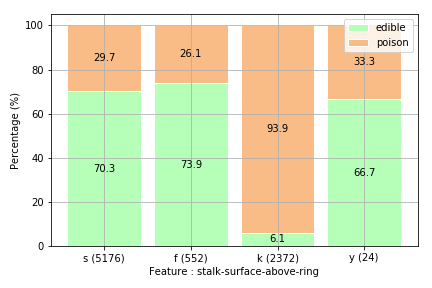 100
80
60
40
20
0
Percentage (%)
edible
poison
29.7
26.1
93.9
33.3
70.3
73.9
6.1
66.7
s (5176)
f (552)
k (2372)
y (24)
Feature : stalk-surface-above-ring